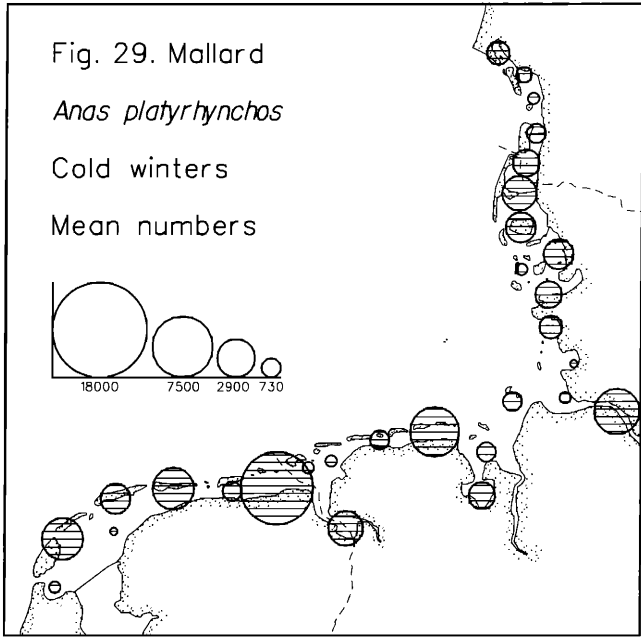 Fig. 29. Mallard
Anas platyrhynchos
Cold winters
Mean numbers
18000 7500 2900 730